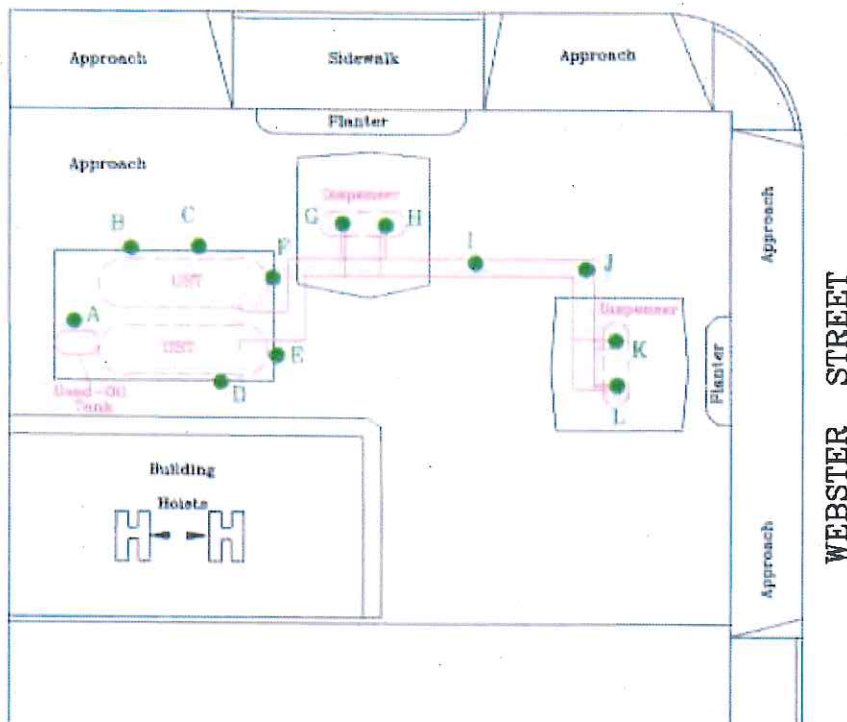 Approach
Sidewalk
Approach
Planter
Approach
Dispenser
G
H
B
C
F
I
J
UST
A
UST
E
Used-Oil
Tank
D
Dispenser
K
L
Planter
Approach
Approach
Building
Hoists
WEBSTER STREET